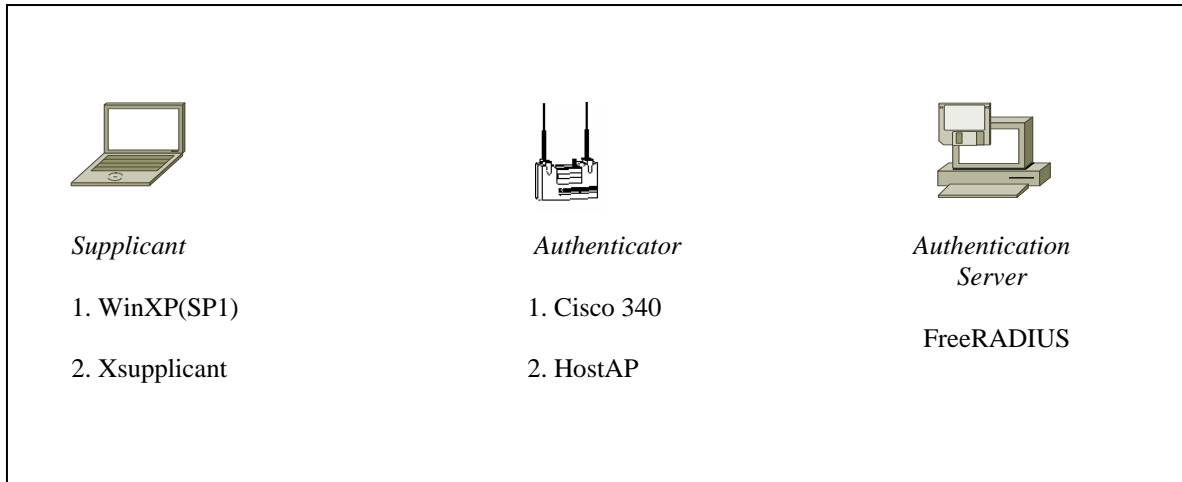 Supplicant
1. WinXP(SP1)
2. Xsupplicant
Authenticator
1. Cisco 340
2. HostAP
Authentication
Server
FreeRADIUS